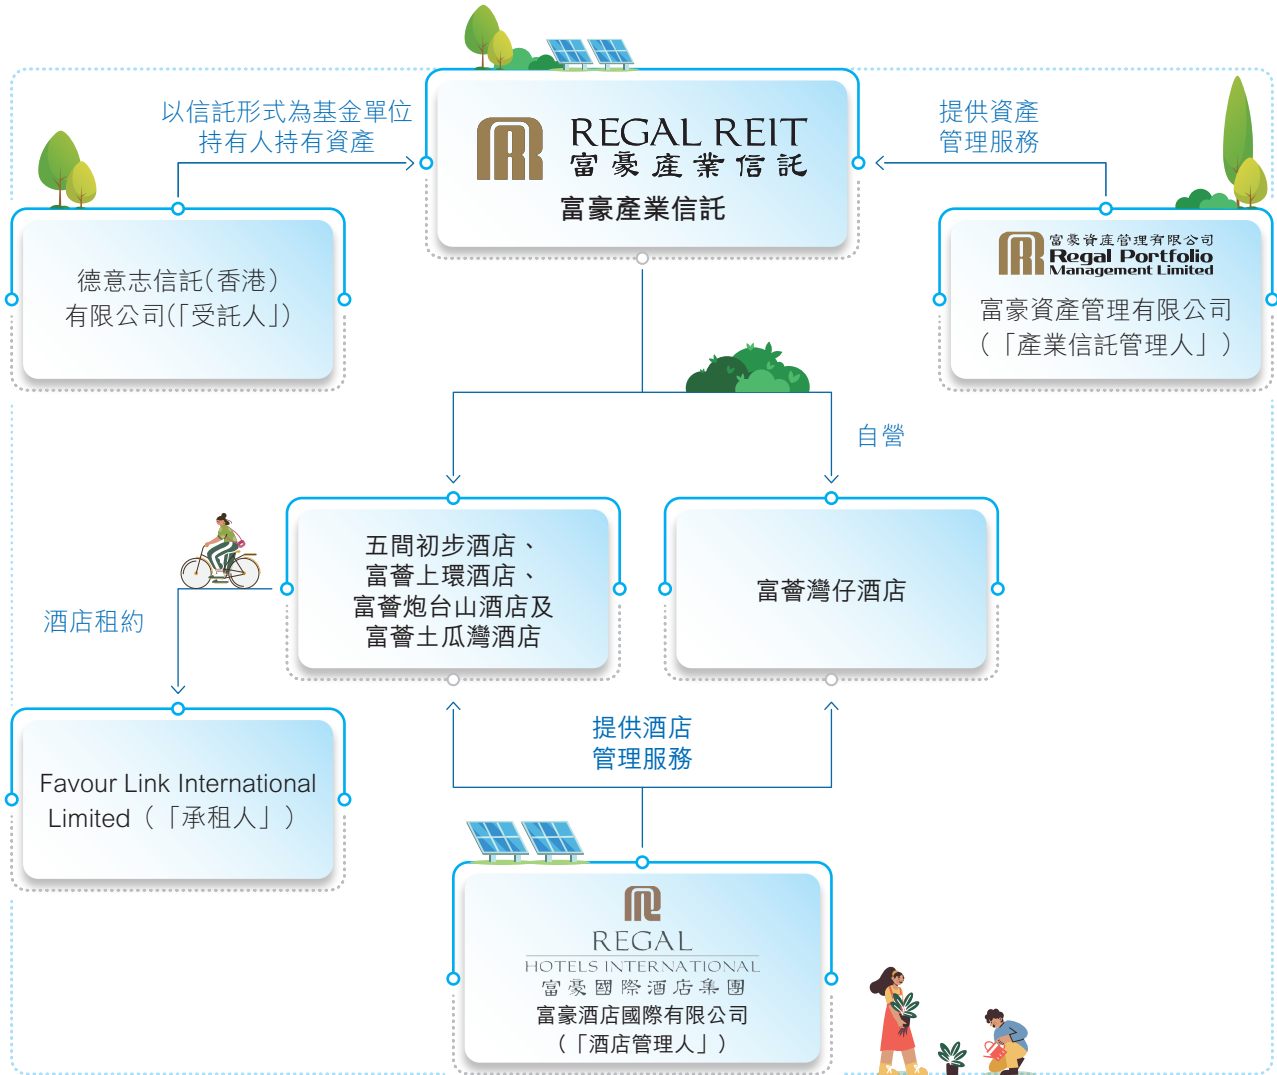 REGAL REIT
富豪產業信託
富豪產業信託
以信託形式為基金單位
持有人持有資產
提供資產
管理服務
德意志信託(香港)
有限公司(「受託人」)
富豪資產管理有限公司
Regal Portfolio
Management Limited
富豪資產管理有限公司
(「產業信託管理人」)
自營
五間初步酒店、
富薈上環酒店、
富薈炮台山酒店及
富薈土瓜灣酒店
富薈灣仔酒店
酒店租約
Favour Link International
Limited(「承租人」)
提供酒店
管理服務
REGAL
HOTELS INTERNATIONAL
富豪國際酒店集團
富豪酒店國際有限公司
(「酒店管理人」)